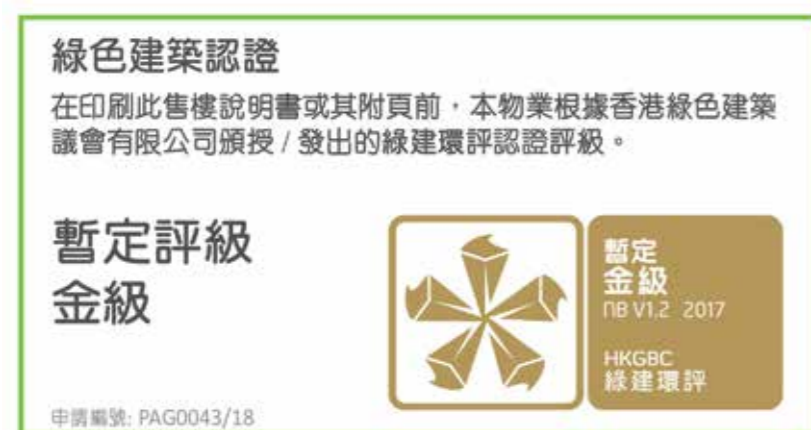 綠色建築認證
在印刷此售樓說明書或其附頁前，本物業根據香港綠色建築
議會有限公司頒授 / 發出的綠建環評認證評級。
暫定評級
金級
暫定
金級
NB V1.2 2017
HKGBC
綠建環評
申請編號: PAG0043/18